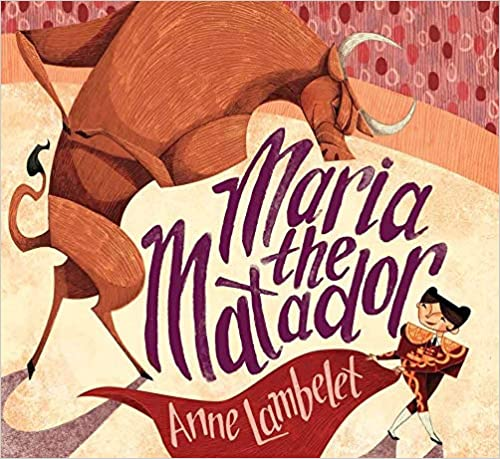 Maria
the
Matador
Anne Lambelet